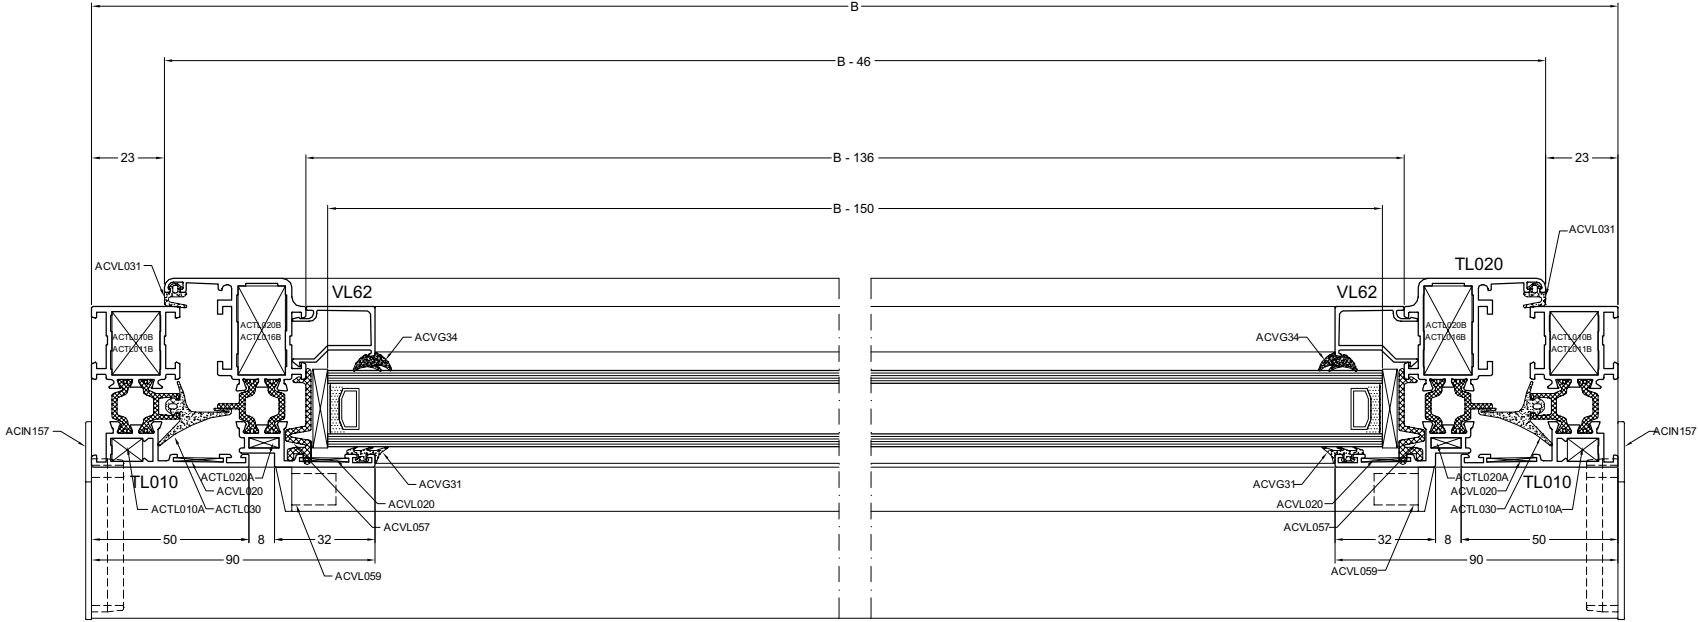 B
B - 46
23
B - 136
23
B - 150
ACVL031
ACVL031
TL020
VL62
VL62
ACTL010B
ACTL011B
ACTL020B
ACTL016B
ACVG34
ACVG34
ACTL020B
ACTL016B
ACTL010B
ACTL011B
ACIN157
ACIN157
TL010
ACTL020A
ACVL020
ACVG31
ACVG31
ACTL020A
ACVL020
TL010
ACTL010A
ACTL030
ACVL020
ACVL020
ACTL030
ACTL010A
ACVL057
ACVL057
50
8
32
32
8
50
90
90
ACVL059
ACVL059